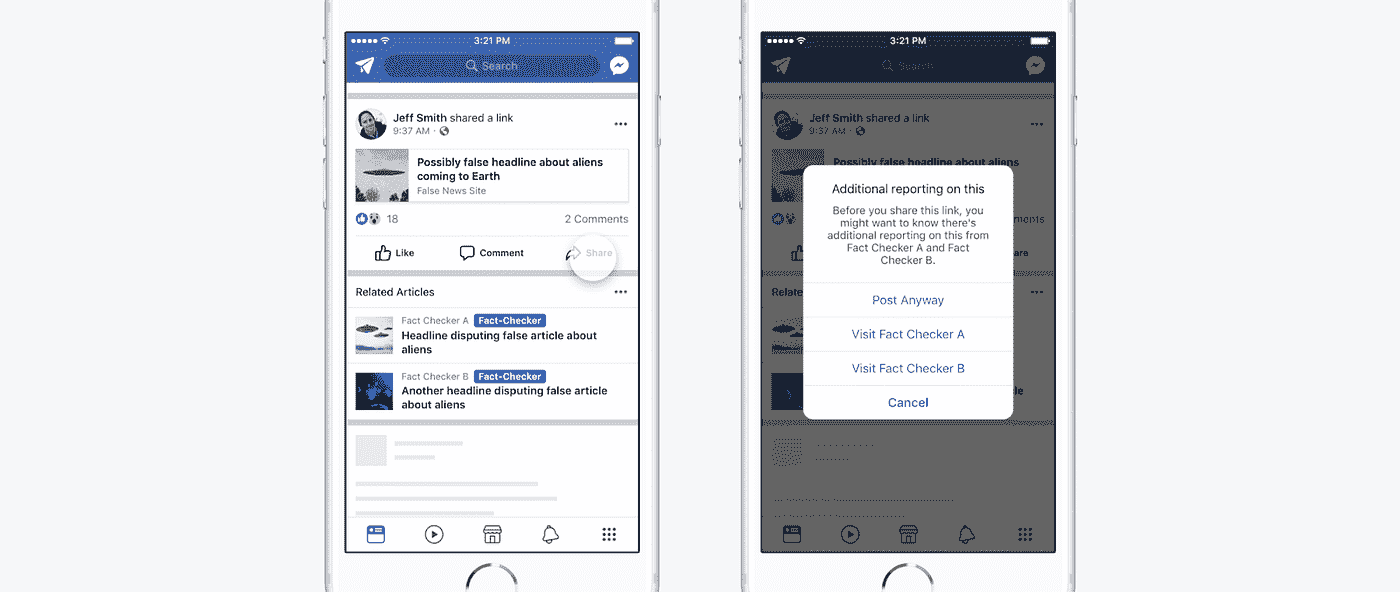 3:21 PM
Search
Jeff Smith shared a link
9:37 AM ·
Possibly false headline about aliens
coming to Earth
False News Site
18
2 Comments
Like
Comment
Share
Related Articles
Fact Checker A Fact-Checker
Headline disputing false article about
aliens
Fact Checker B Fact-Checker
Another headline disputing false article
about aliens
3:21 PM
Search
Jeff Smith shared a link
9:37 AM ·
Possibly false headline about aliens
Additional reporting on this
Before you share this link, you
might want to know there's
additional reporting on this from
Fact Checker A and Fact
Checker B.
Post Anyway
Visit Fact Checker A
Visit Fact Checker B
Cancel